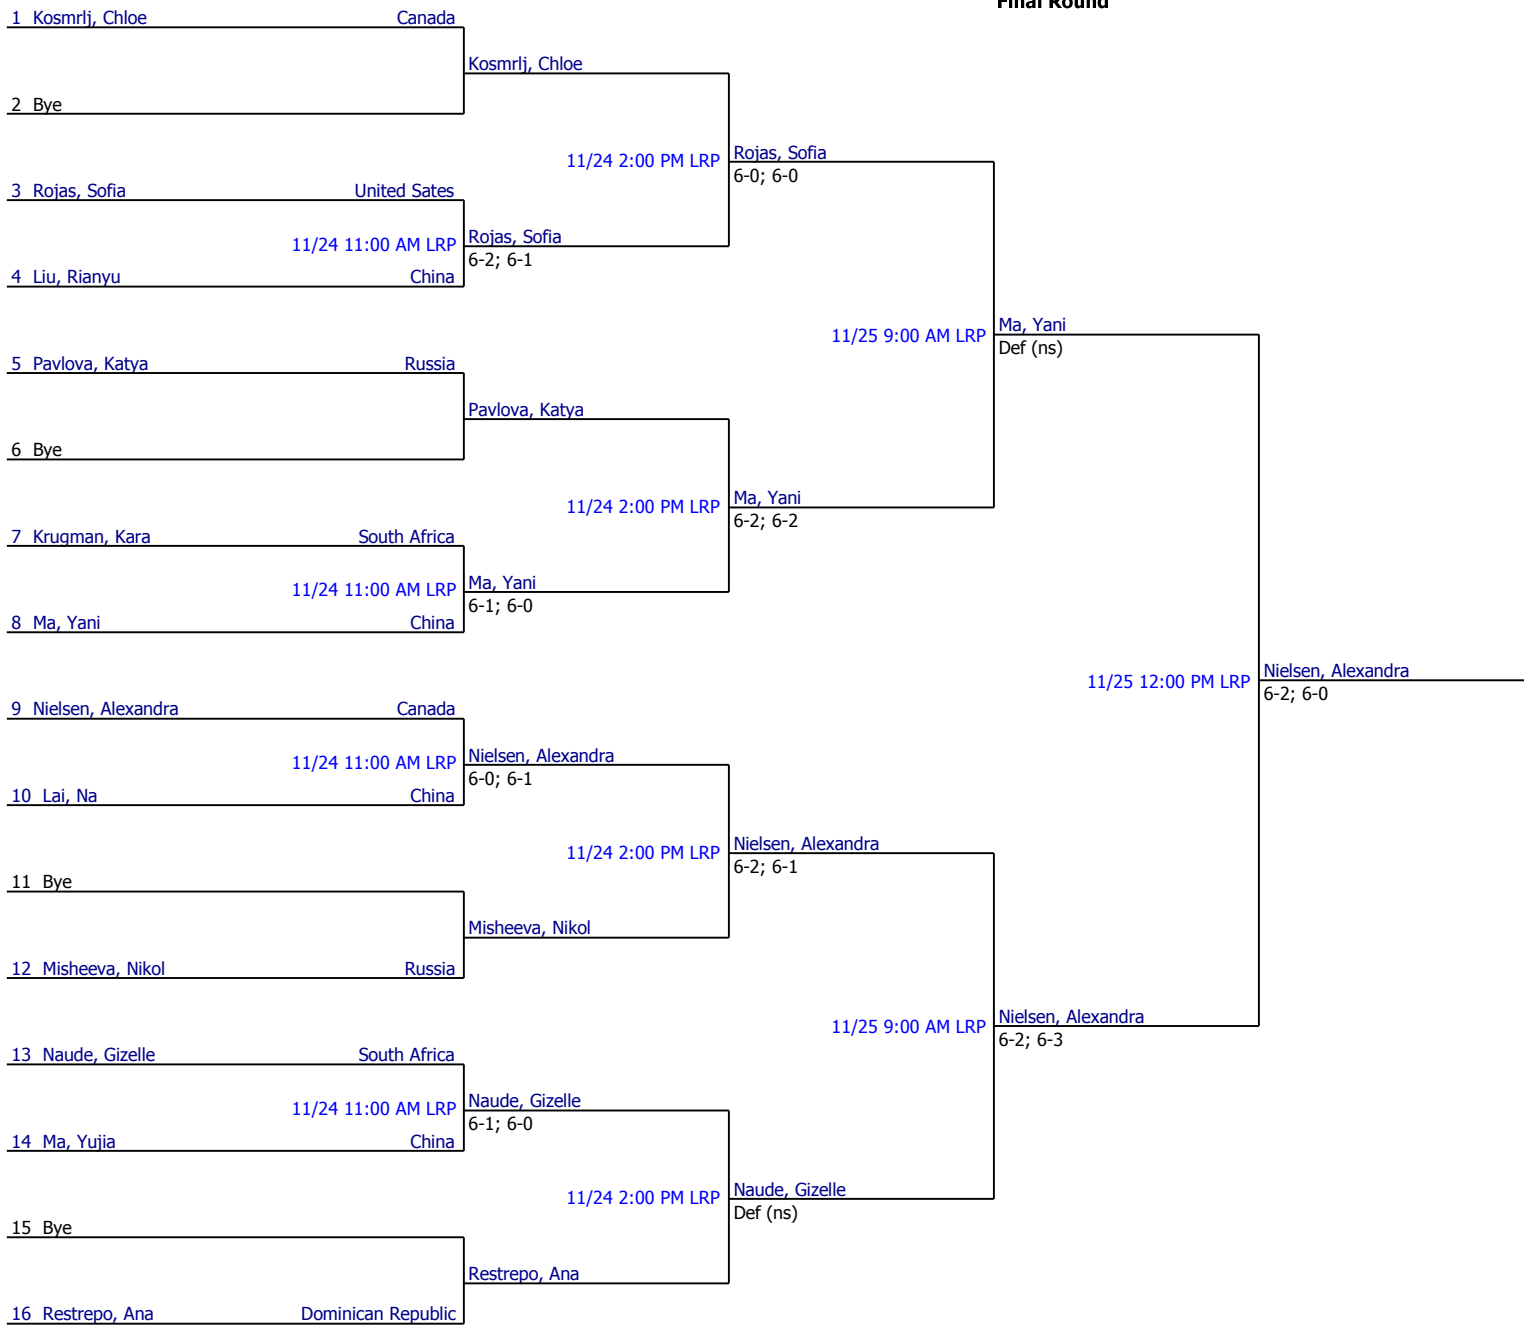 Final Round
1 Kosmrlj, Chloe Canada
Kosmrlj, Chloe
2 Bye
11/24 2:00 PM LRP Rojas, Sofia
6-0; 6-0
3 Rojas, Sofia United Sates
11/24 11:00 AM LRP Rojas, Sofia
6-2; 6-1
4 Liu, Rianyu China
11/25 9:00 AM LRP Ma, Yani
Def (ns)
5 Pavlova, Katya Russia
Pavlova, Katya
6 Bye
11/24 2:00 PM LRP Ma, Yani
6-2; 6-2
7 Krugman, Kara South Africa
11/24 11:00 AM LRP Ma, Yani
6-1; 6-0
8 Ma, Yani China
11/25 12:00 PM LRP Nielsen, Alexandra
6-2; 6-0
9 Nielsen, Alexandra Canada
11/24 11:00 AM LRP Nielsen, Alexandra
6-0; 6-1
10 Lai, Na China
11/24 2:00 PM LRP Nielsen, Alexandra
6-2; 6-1
11 Bye
Misheeva, Nikol
12 Misheeva, Nikol Russia
11/25 9:00 AM LRP Nielsen, Alexandra
6-2; 6-3
13 Naude, Gizelle South Africa
11/24 11:00 AM LRP Naude, Gizelle
6-1; 6-0
14 Ma, Yujia China
11/24 2:00 PM LRP Naude, Gizelle
Def (ns)
15 Bye
Restrepo, Ana
16 Restrepo, Ana Dominican Republic